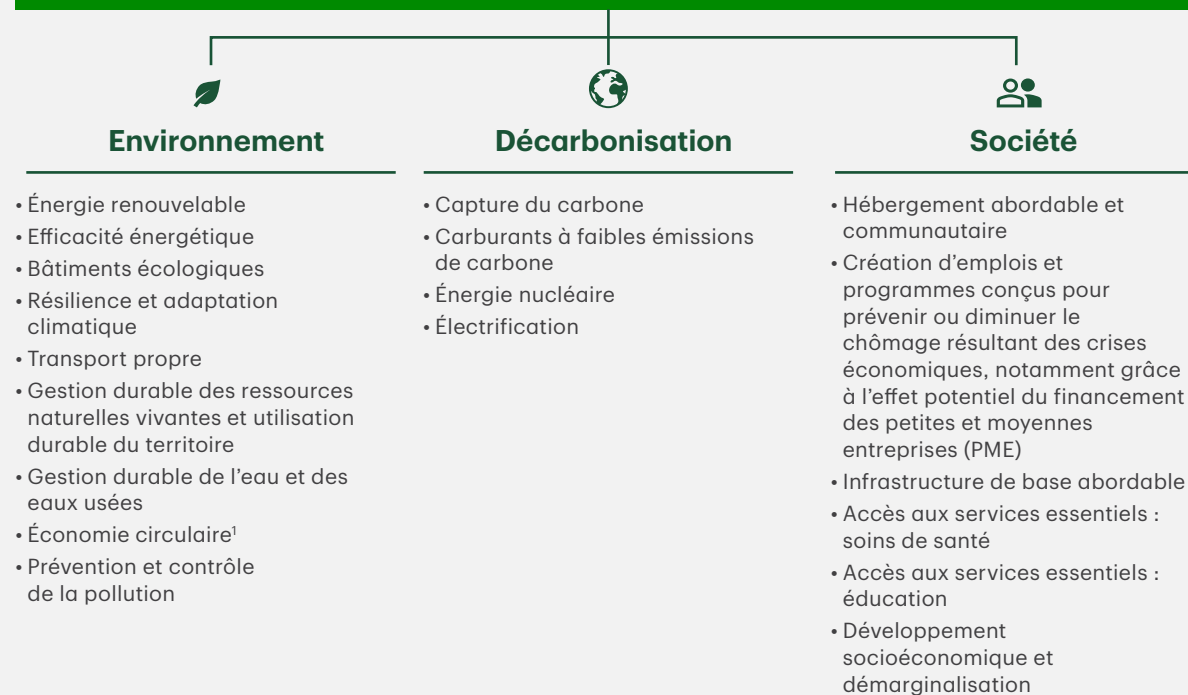 Environnement
• Énergie renouvelable
• Efficacité énergétique
• Bâtiments écologiques
• Résilience et adaptation
climatique
• Transport propre
• Gestion durable des ressources
naturelles vivantes et utilisation
durable du territoire
• Gestion durable de l'eau et des
eaux usées
• Économie circulaire¹
• Prévention et contrôle
de la pollution
Décarbonisation
• Capture du carbone
• Carburants à faibles émissions
de carbone
• Énergie nucléaire
• Électrification
Société
• Hébergement abordable et
communautaire
• Création d'emplois et
programmes conçus pour
prévenir ou diminuer le
chômage résultant des crises
économiques, notamment grâce
à l'effet potentiel du financement
des petites et moyennes
entreprises (PME)
• Infrastructure de base abordable
• Accès aux services essentiels :
soins de santé
• Accès aux services essentiels :
éducation
• Développement
socioéconomique et
démarginalisation